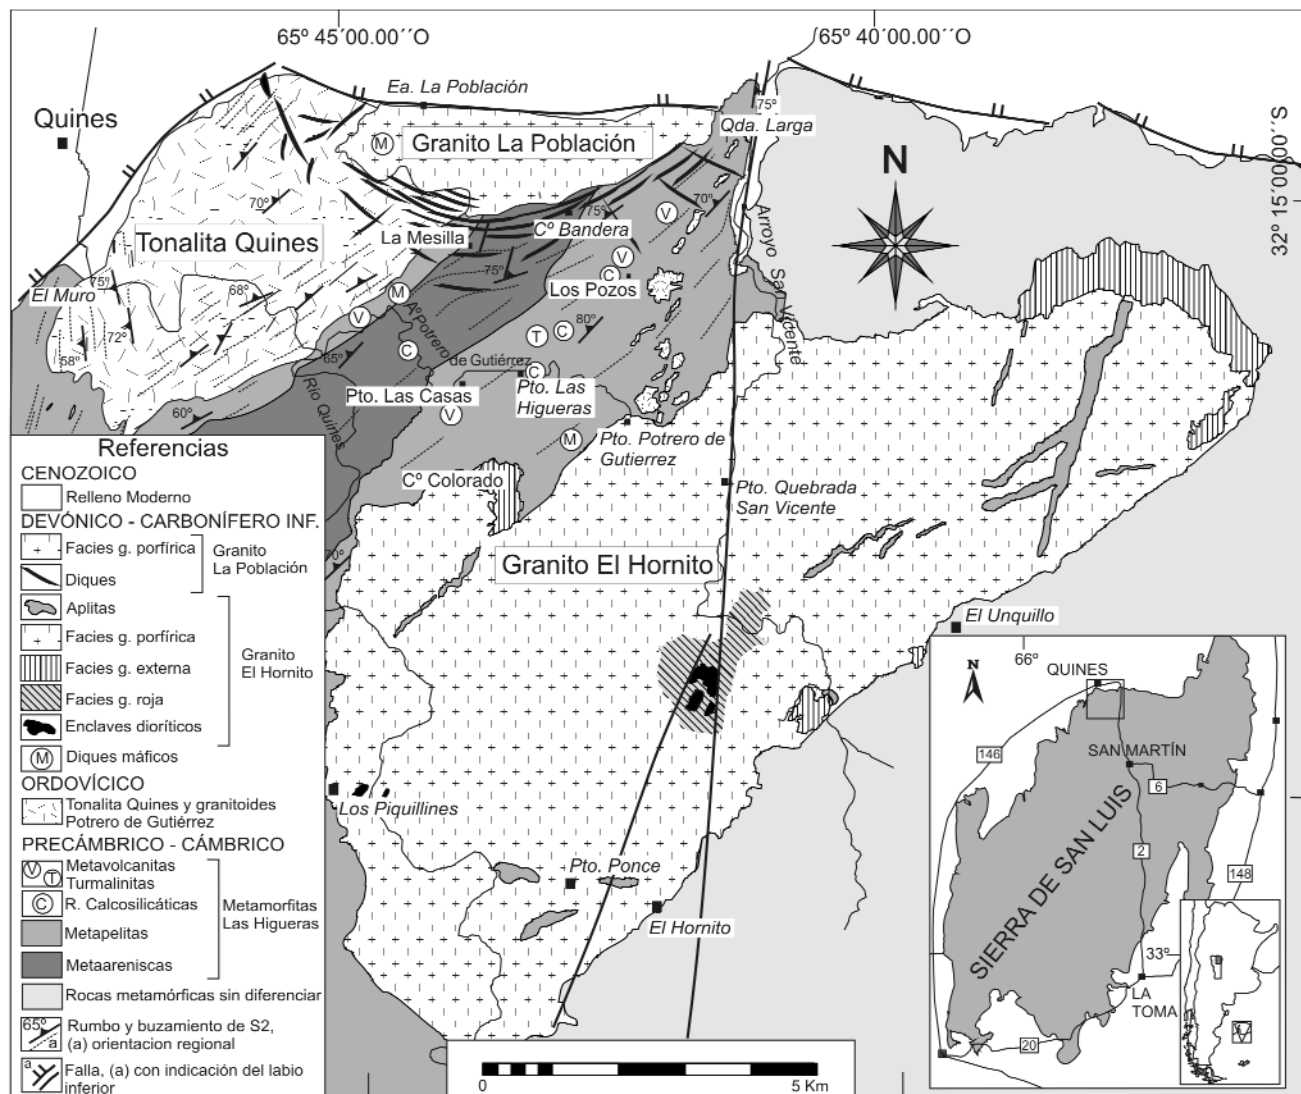 65º 45´00.00´´O
65º 40´00.00´´O
32º 15´00.00´´S
Quines
Ea. La Población
Granito La Población
M
75º
Qda. Larga
N
70º
Tonalita Quines
La Mesilla
75º
Cº Bandera
V
70º
Arroyo San Vicente
V
C
Los Pozos
75º
El Muro
75º
68º
M
V
72º
58º
Aº Potrero de Gutiérrez
C
65º
T
C
80º
C
Pto. Las Casas
Pto. Las
Higueras
V
M
60º
Río Quines
Pto. Potrero de
Gutierrez
Cº Colorado
Pto. Quebrada
San Vicente
70º
Granito El Hornito
El Unquillo
Los Piquillines
Pto. Ponce
El Hornito
Referencias
CENOZOICO
Relleno Moderno
DEVÓNICO - CARBONÍFERO INF.
Facies g. porfírica
Diques
Granito
La Población
Aplitas
Facies g. porfírica
Facies g. externa
Facies g. roja
Enclaves dioríticos
Granito
El Hornito
M
Diques máficos
ORDOVÍCICO
Tonalita Quines y granitoides
Potrero de Gutiérrez
PRECÁMBRICO - CÁMBRICO
V
T
Metavolcanitas
Turmalinitas
C
R. Calcosilicáticas
Metapelitas
Metaareniscas
Metamorfitas
Las Higueras
Rocas metamórficas sin diferenciar
65º
a
Rumbo y buzamiento de S2,
(a) orientacion regional
a
Falla, (a) con indicación del labio
inferior
0
5 Km
66º
N
QUINES
146
SAN MARTÍN
6
SIERRA DE SAN LUIS
2
148
33º
LA
TOMA
20